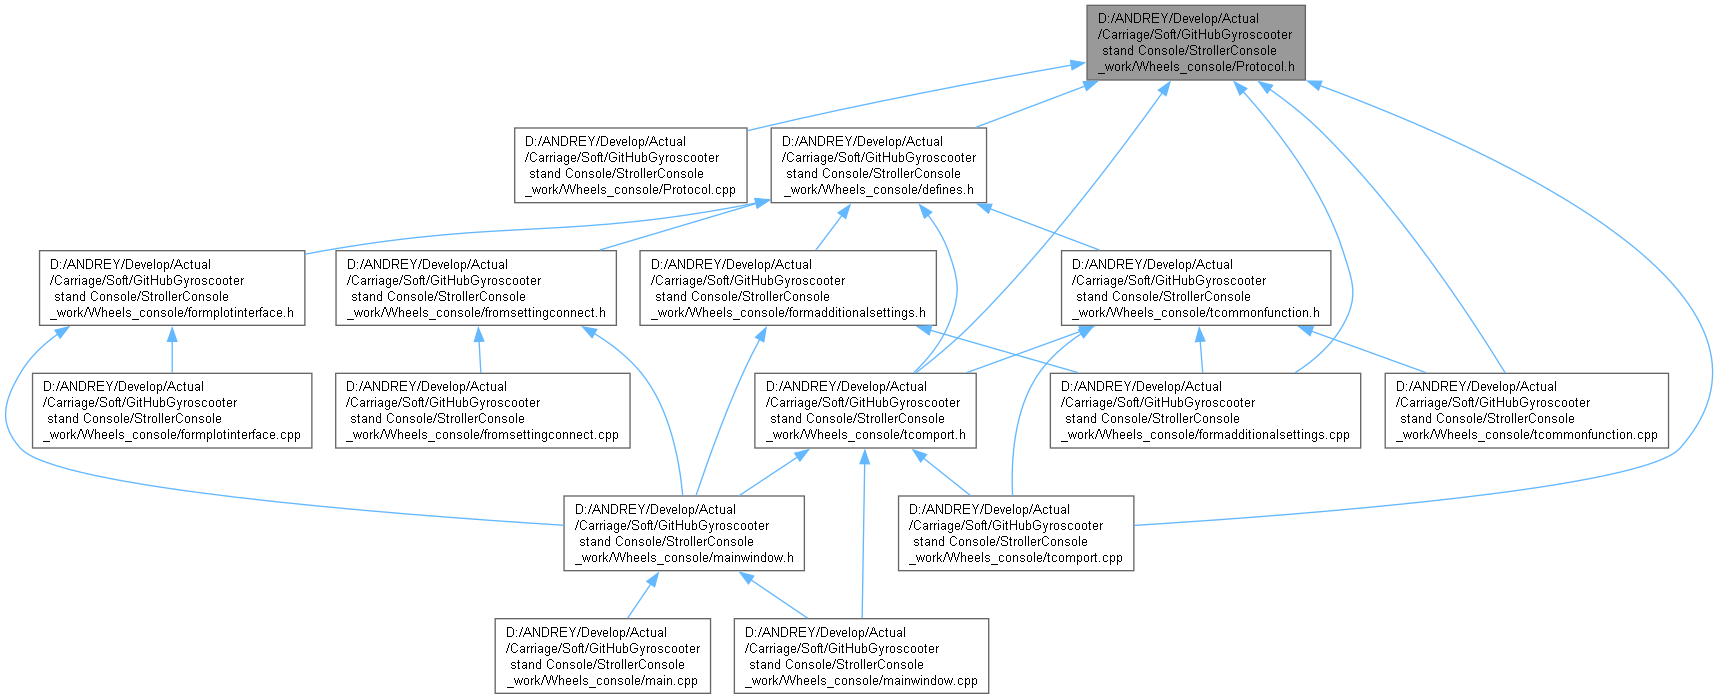 D:/ANDREY/Develop/Actual
/Carriage/Soft/GitHubGyroscooter
stand Console/StrollerConsole
_work/Wheels_console/Protocol.h
D:/ANDREY/Develop/Actual
/Carriage/Soft/GitHubGyroscooter
stand Console/StrollerConsole
_work/Wheels_console/Protocol.cpp
D:/ANDREY/Develop/Actual
/Carriage/Soft/GitHubGyroscooter
stand Console/StrollerConsole
_work/Wheels_console/defines.h
D:/ANDREY/Develop/Actual
/Carriage/Soft/GitHubGyroscooter
stand Console/StrollerConsole
_work/Wheels_console/formplotinterface.h
D:/ANDREY/Develop/Actual
/Carriage/Soft/GitHubGyroscooter
stand Console/StrollerConsole
_work/Wheels_console/fromsettingconnect.h
D:/ANDREY/Develop/Actual
/Carriage/Soft/GitHubGyroscooter
stand Console/StrollerConsole
_work/Wheels_console/formadditionalsettings.h
D:/ANDREY/Develop/Actual
/Carriage/Soft/GitHubGyroscooter
stand Console/StrollerConsole
_work/Wheels_console/tcommonfunction.h
D:/ANDREY/Develop/Actual
/Carriage/Soft/GitHubGyroscooter
stand Console/StrollerConsole
_work/Wheels_console/formplotinterface.cpp
D:/ANDREY/Develop/Actual
/Carriage/Soft/GitHubGyroscooter
stand Console/StrollerConsole
_work/Wheels_console/fromsettingconnect.cpp
D:/ANDREY/Develop/Actual
/Carriage/Soft/GitHubGyroscooter
stand Console/StrollerConsole
_work/Wheels_console/tcomport.h
D:/ANDREY/Develop/Actual
/Carriage/Soft/GitHubGyroscooter
stand Console/StrollerConsole
_work/Wheels_console/formadditionalsettings.cpp
D:/ANDREY/Develop/Actual
/Carriage/Soft/GitHubGyroscooter
stand Console/StrollerConsole
_work/Wheels_console/tcommonfunction.cpp
D:/ANDREY/Develop/Actual
/Carriage/Soft/GitHubGyroscooter
stand Console/StrollerConsole
_work/Wheels_console/mainwindow.h
D:/ANDREY/Develop/Actual
/Carriage/Soft/GitHubGyroscooter
stand Console/StrollerConsole
_work/Wheels_console/tcomport.cpp
D:/ANDREY/Develop/Actual
/Carriage/Soft/GitHubGyroscooter
stand Console/StrollerConsole
_work/Wheels_console/main.cpp
D:/ANDREY/Develop/Actual
/Carriage/Soft/GitHubGyroscooter
stand Console/StrollerConsole
_work/Wheels_console/mainwindow.cpp